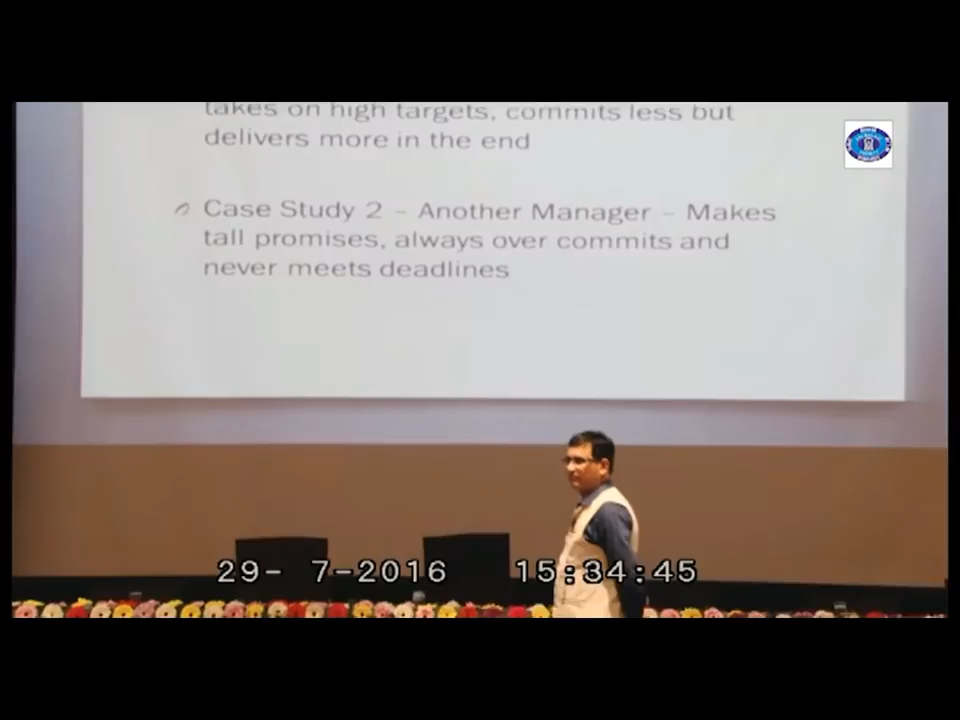 takes on high targets, commits less but
delivers more in the end
Case Study 2 – Another Manager – Makes
tall promises, always over commits and
never meets deadlines
29- 7-2016 15:34:45